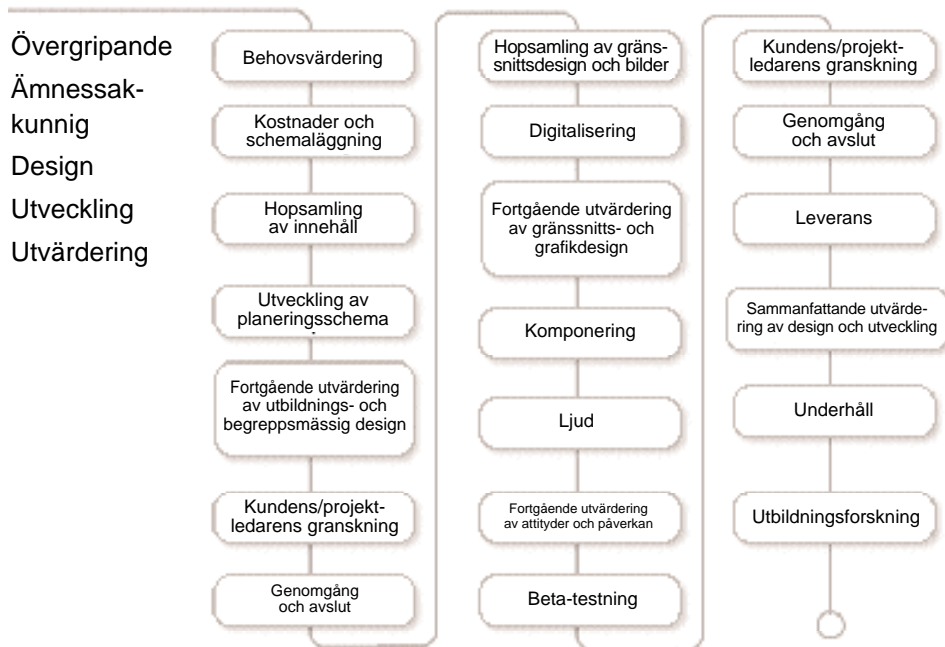 Övergripande
Ämnessak-
kunnig
Design
Utveckling
Utvärdering
Behovsvärdering
Kostnader och
schemaläggning
Hopsamling
av innehåll
Utveckling av
planeringsschema
Fortgående utvärdering
av utbildnings- och
begreppsmässig design
Kundens/projekt-
ledarens granskning
Genomgång
och avslut
Hopsamling av gräns-
snittsdesign och bilder
Digitalisering
Fortgående utvärdering
av gränssnitts- och
grafikdesign
Komponering
Ljud
Fortgående utvärdering
av attityder och påverkan
Beta-testning
Kundens/projekt-
ledarens granskning
Genomgång
och avslut
Leverans
Sammanfattande utvärde-
ring av design och utveckling
Underhåll
Utbildningsforskning